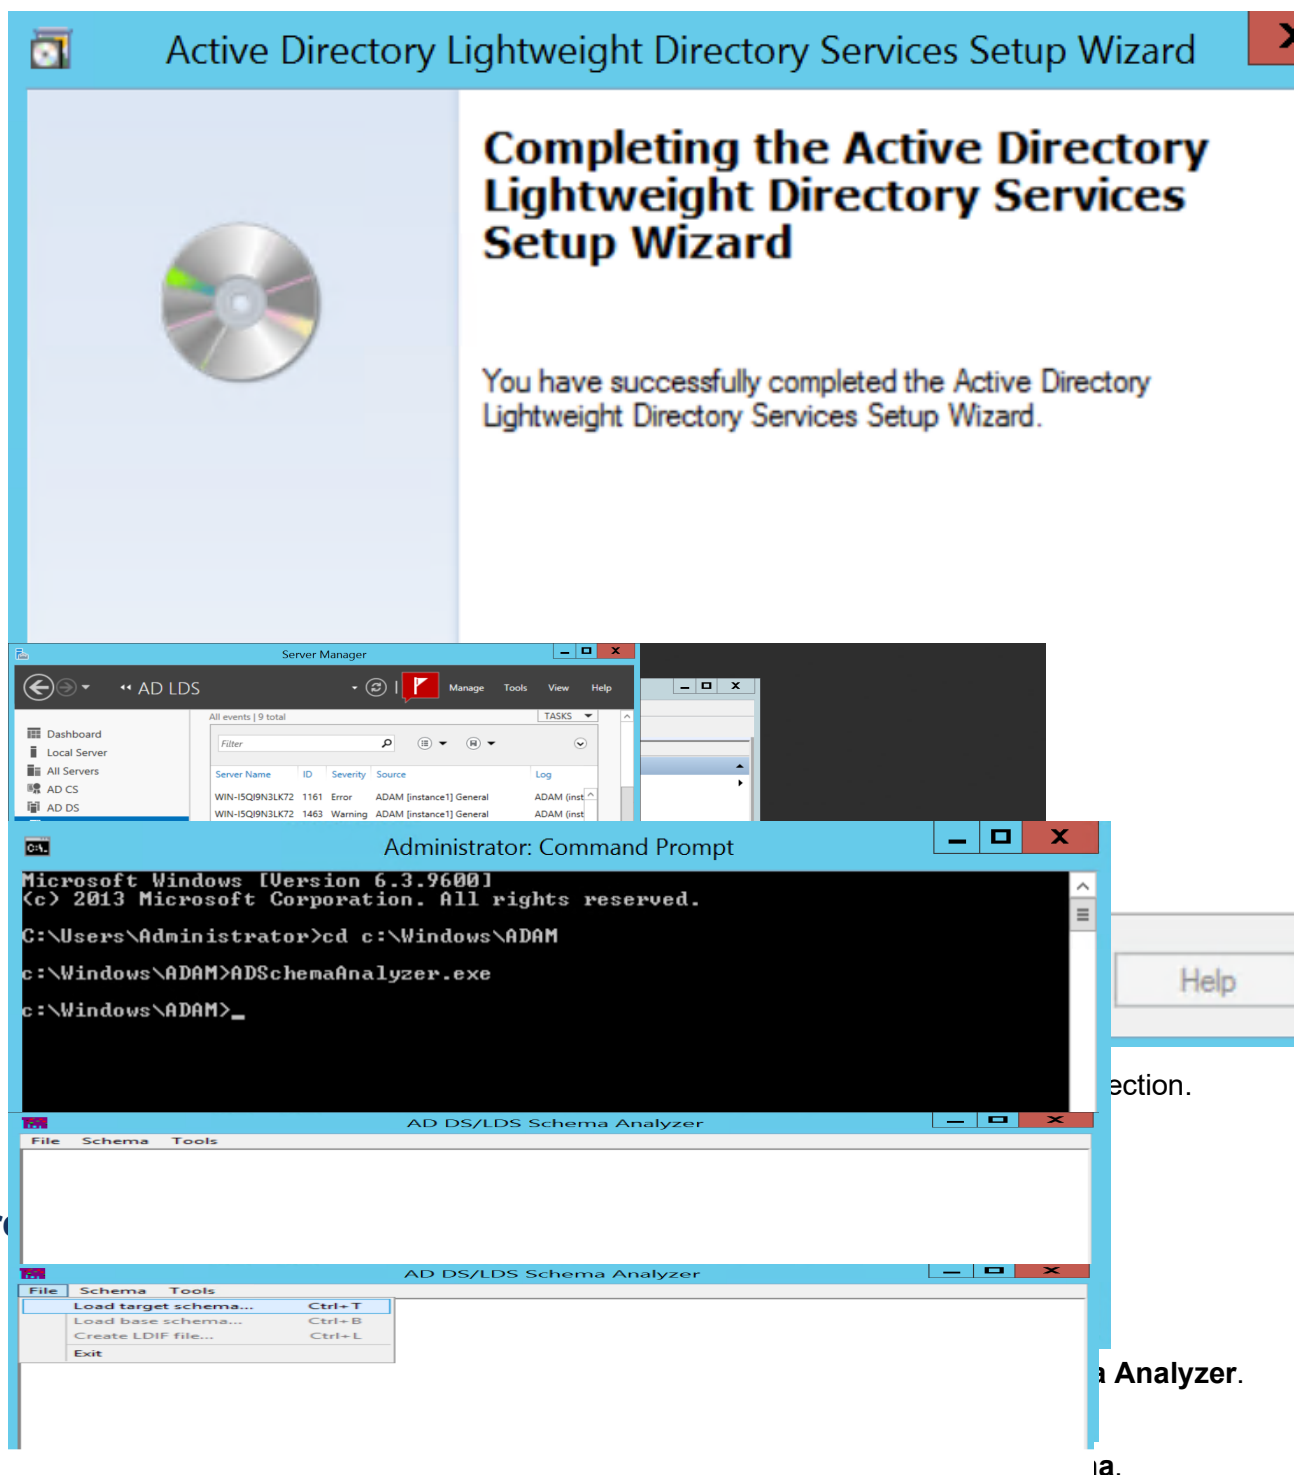 Active Directory Lightweight Directory Services Setup Wizard
Completing the Active Directory
Lightweight Directory Services
Setup Wizard
You have successfully completed the Active Directory
Lightweight Directory Services Setup Wizard.
Server Manager
AD LDS
Manage Tools View Help
All events | 9 total TASKS
Dashboard
Local Server
All Servers
AD CS
AD DS
Filter
Server Name ID Severity Source Log
WIN-I5QI9N3LK72 1161 Error ADAM [instance1] General ADAM (inst
WIN-I5QI9N3LK72 1463 Warning ADAM [instance1] General ADAM (inst
Administrator: Command Prompt
Microsoft Windows [Version 6.3.9600]
(c) 2013 Microsoft Corporation. All rights reserved.
C:\Users\Administrator>cd c:\Windows\ADAM
c:\Windows\ADAM>ADSchemaAnalyzer.exe
c:\Windows\ADAM>_
Help
ection.
AD DS/LDS Schema Analyzer
File Schema Tools
AD DS/LDS Schema Analyzer
File Schema Tools
Load target schema... Ctrl+T
Load base schema... Ctrl+B
Create LDIF file... Ctrl+L
Exit
Analyzer.
a.